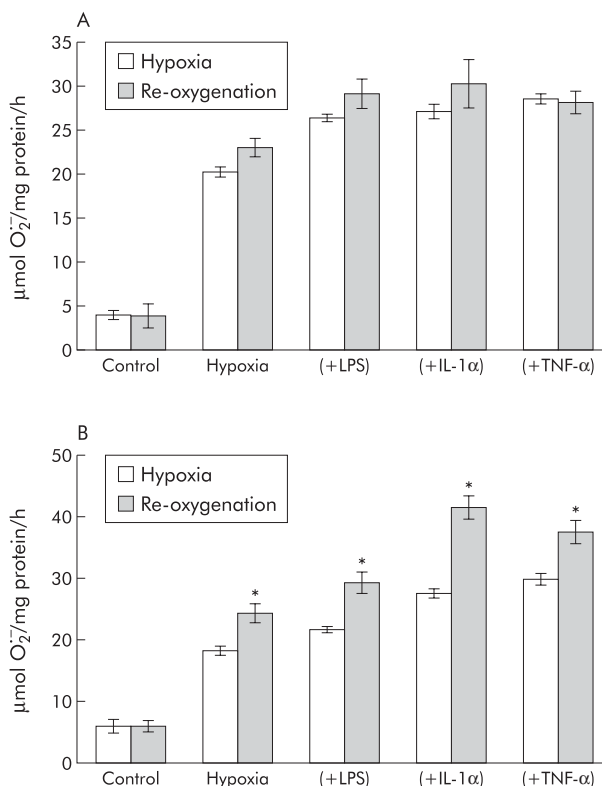 A
35
30
25
20
15
10
5
0
μmol O₂˙⁻/mg protein/h
Hypoxia
Re-oxygenation
Control Hypoxia (+LPS) (+IL-1α) (+TNF-α)
B
50
40
30
20
10
0
μmol O₂˙⁻/mg protein/h
Hypoxia
Re-oxygenation
* * * *
Control Hypoxia (+LPS) (+IL-1α) (+TNF-α)